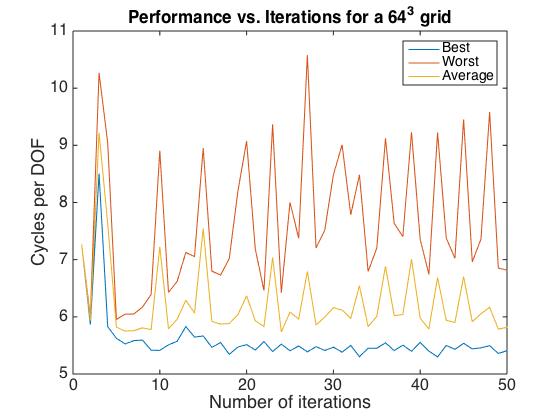 Performance vs. Iterations for a 64³ grid
11
10
9
8
7
6
5
Cycles per DOF
Best
Worst
Average
0
10
20
30
40
50
Number of iterations